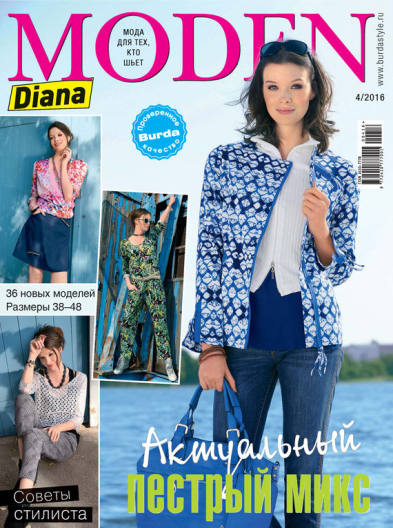 MODEN
МОДА
ДЛЯ ТЕХ,
КТО
ШЬЕТ
Diana
www.burdastyle.ru
4/2016
Проверенное
Burda
качество
36 новых моделей
Размеры 38–48
Советы
стилиста
Актуальный
пестрый микс